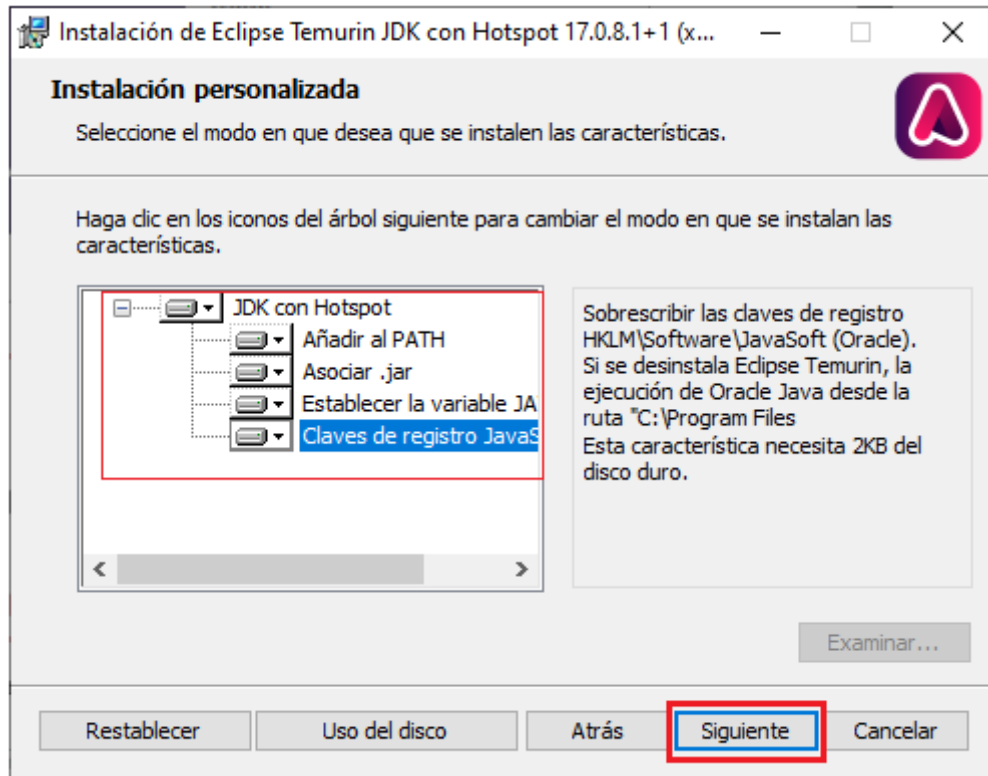 Instalación de Eclipse Temurin JDK con Hotspot 17.0.8.1+1 (x...
Instalación personalizada
Seleccione el modo en que desea que se instalen las características.
Haga clic en los iconos del árbol siguiente para cambiar el modo en que se instalan las
características.
JDK con Hotspot
Añadir al PATH
Asociar .jar
Establecer la variable JA
Claves de registro JavaS
Sobrescribir las claves de registro
HKLM\Software\JavaSoft (Oracle).
Si se desinstala Eclipse Temurin, la
ejecución de Oracle Java desde la
ruta "C:\Program Files
Esta característica necesita 2KB del
disco duro.
Examinar...
Restablecer
Uso del disco
Atrás
Siguiente
Cancelar